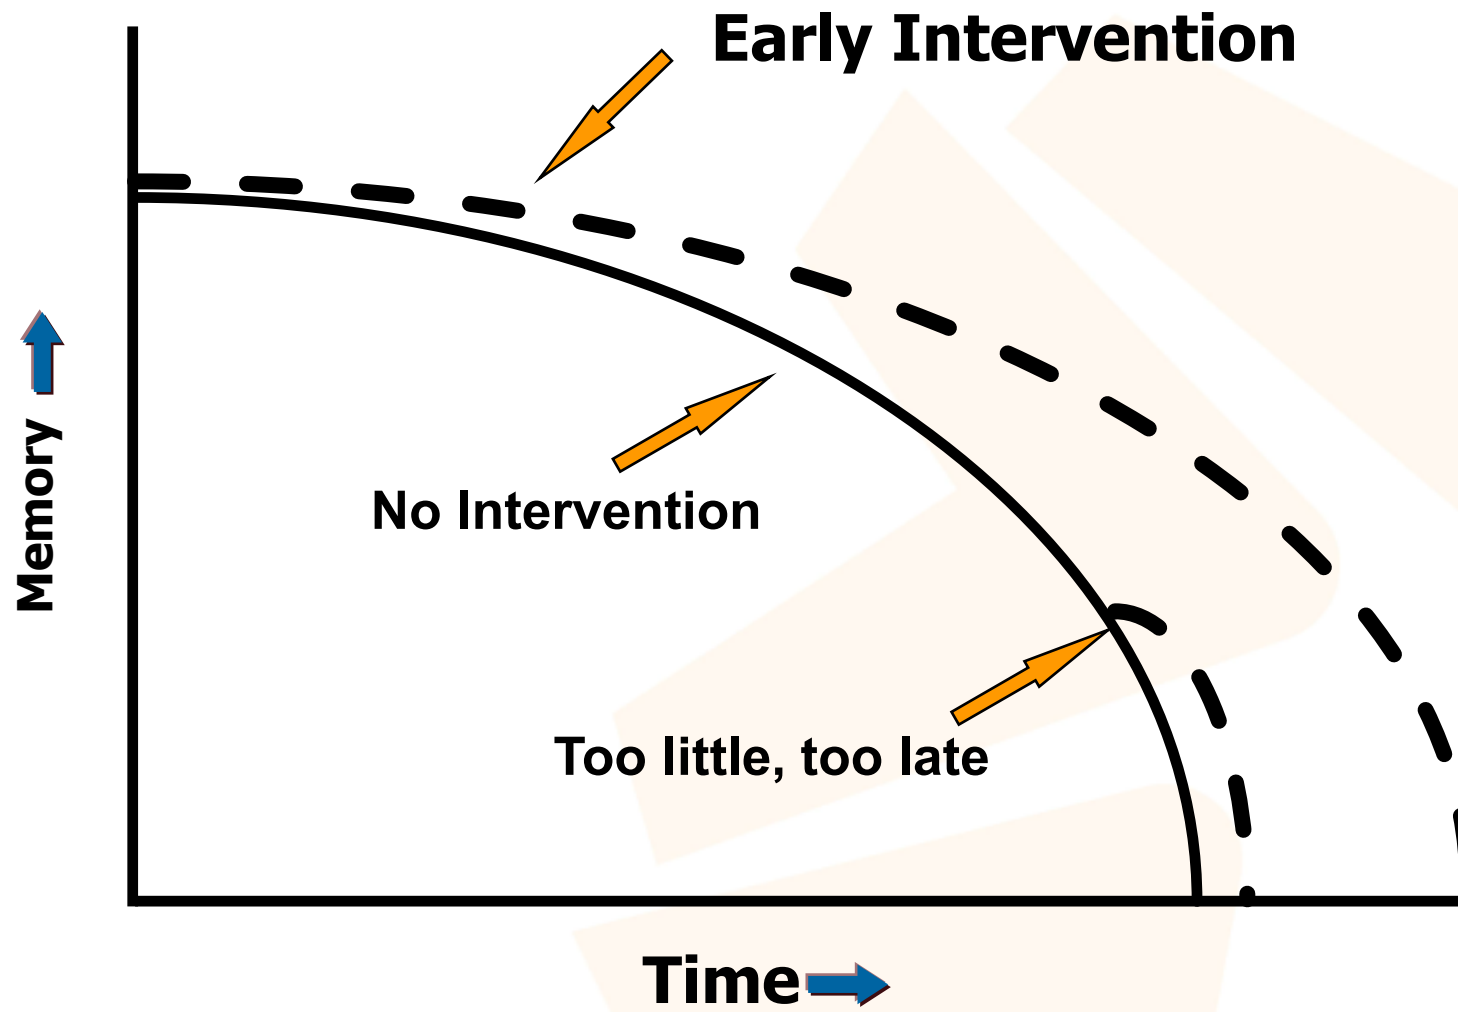 Early Intervention
No Intervention
Too little, too late
Memory
Time